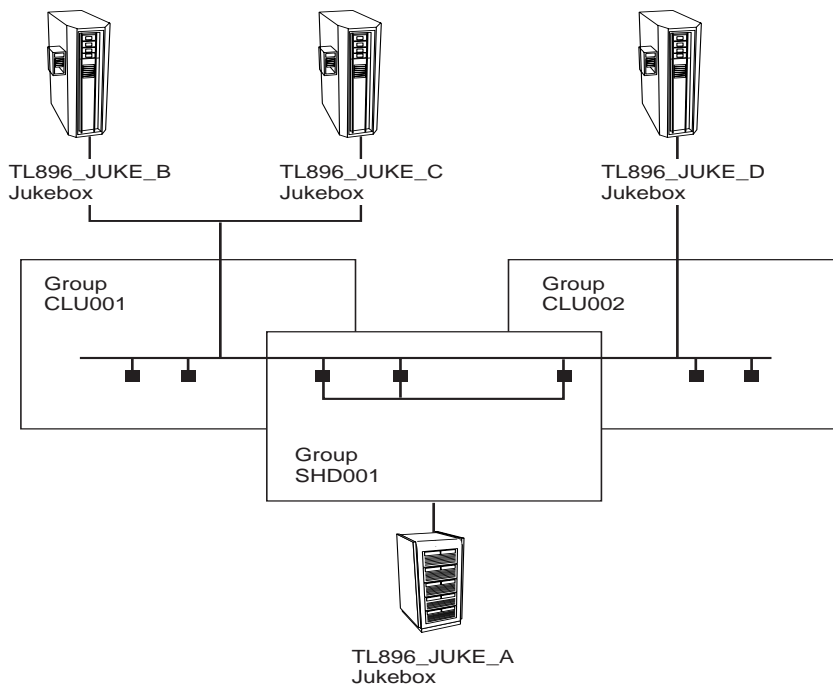 TL896_JUKE_B
Jukebox
TL896_JUKE_C
Jukebox
TL896_JUKE_D
Jukebox
Group
CLU001
Group
CLU002
Group
SHD001
TL896_JUKE_A
Jukebox